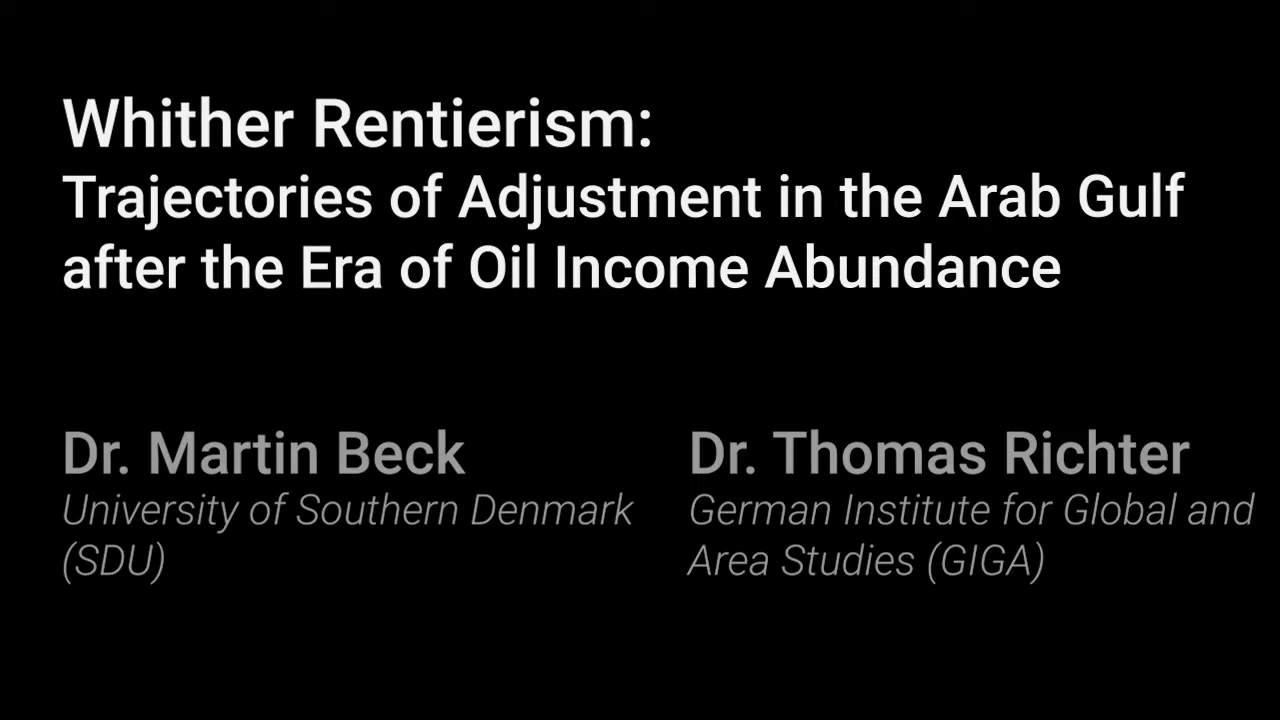 Whither Rentierism:
Trajectories of Adjustment in the Arab Gulf
after the Era of Oil Income Abundance
Dr. Martin Beck
University of Southern Denmark
(SDU)
Dr. Thomas Richter
German Institute for Global and
Area Studies (GIGA)